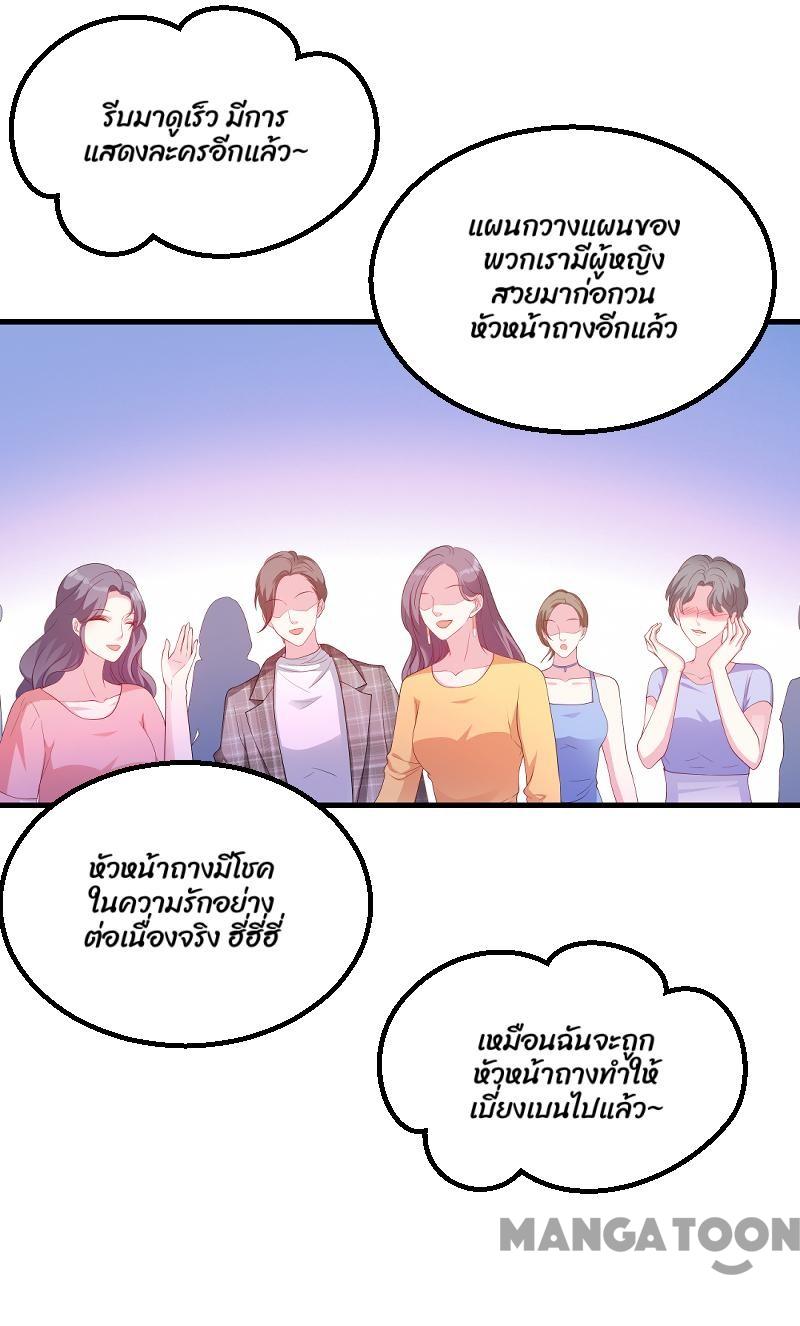 รีบมาดูเร็ว มีการ
แสดงละครอีกแล้ว~
แผนกวางแผนของ
พวกเรามีผู้หญิง
สวยมาก่อกวน
หัวหน้าถางอีกแล้ว
หัวหน้าถางมีโชค
ในความรักอย่าง
ต่อเนื่องจริง ฮี่ฮี่ฮี่
เหมือนฉันจะถูก
หัวหน้าถางทำให้
เบี่ยงเบนไปแล้ว~
MANGATOON